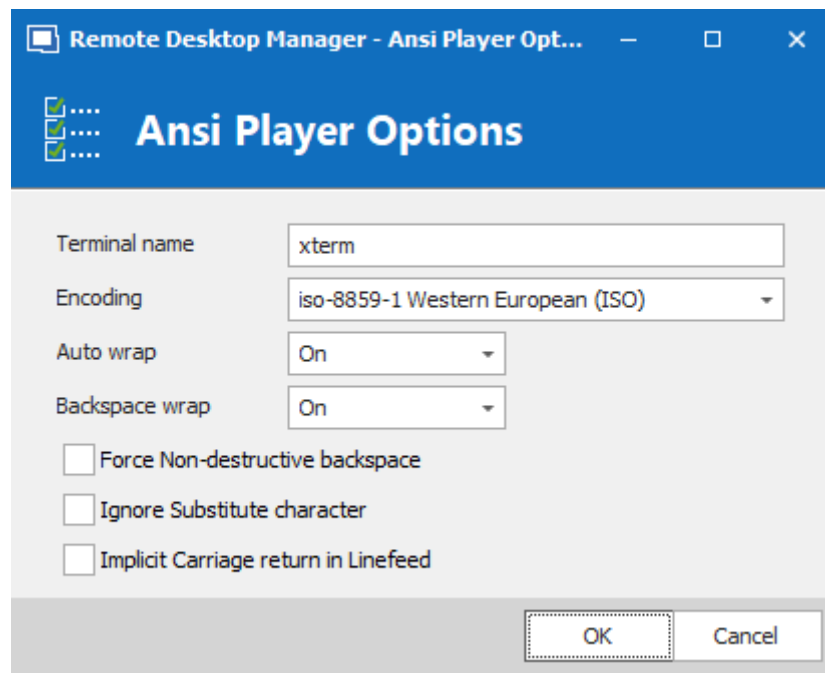 Remote Desktop Manager - Ansi Player Opt...
Ansi Player Options
Terminal name xterm
Encoding iso-8859-1 Western European (ISO)
Auto wrap On
Backspace wrap On
Force Non-destructive backspace
Ignore Substitute character
Implicit Carriage return in Linefeed
OK Cancel